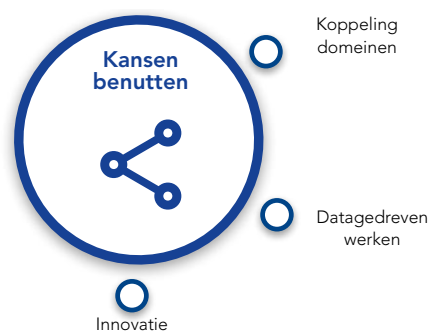 Kansen
benutten
Koppeling
domeinen
Datagedreven
werken
Innovatie